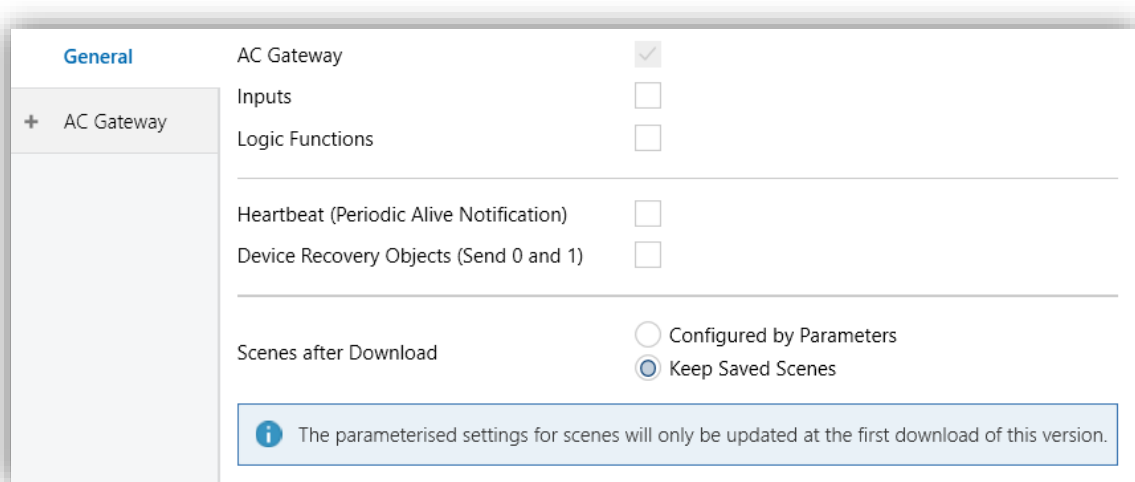 General
AC Gateway
AC Gateway
Inputs
Logic Functions
Heartbeat (Periodic Alive Notification)
Device Recovery Objects (Send 0 and 1)
Scenes after Download
Configured by Parameters
Keep Saved Scenes
The parameterised settings for scenes will only be updated at the first download of this version.